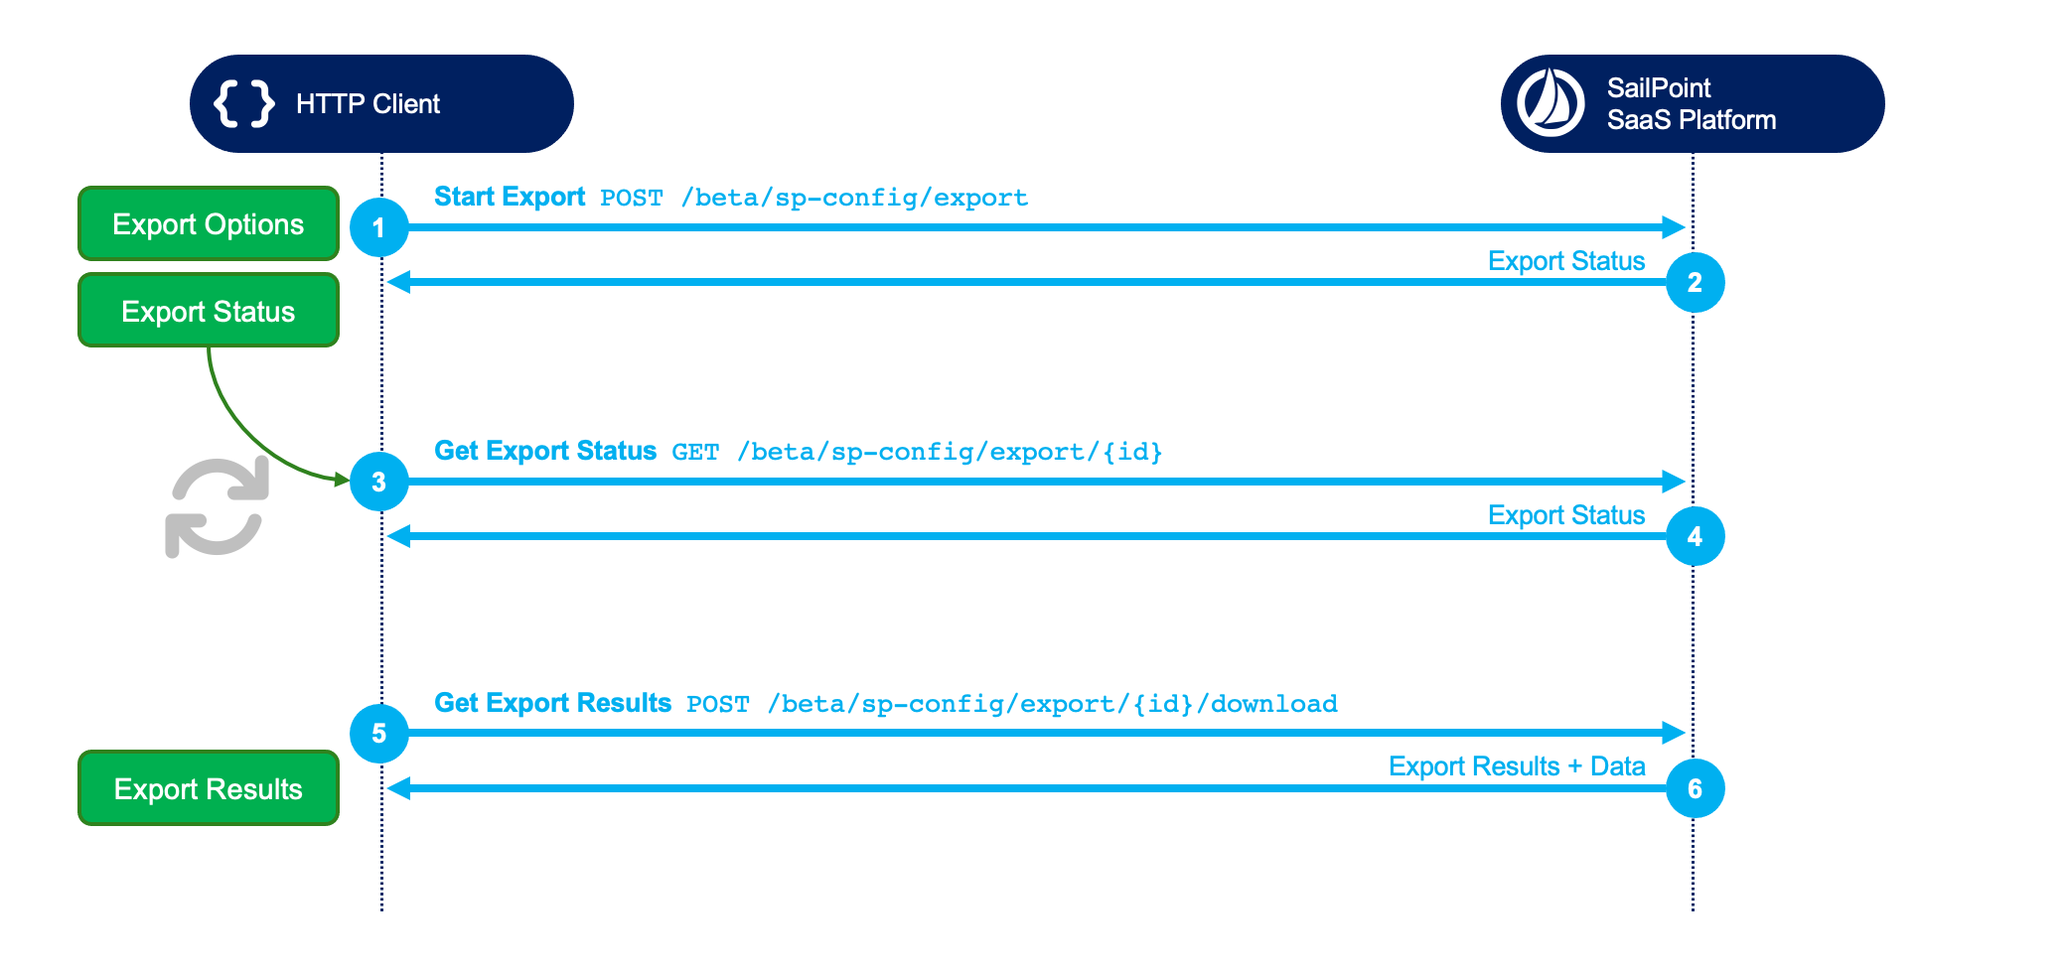 HTTP Client
SailPoint
SaaS Platform
Export Options
1
Start Export POST /beta/sp-config/export
Export Status
2
Export Status
3
Get Export Status GET /beta/sp-config/export/{id}
Export Status
4
5
Get Export Results POST /beta/sp-config/export/{id}/download
Export Results + Data
6
Export Results